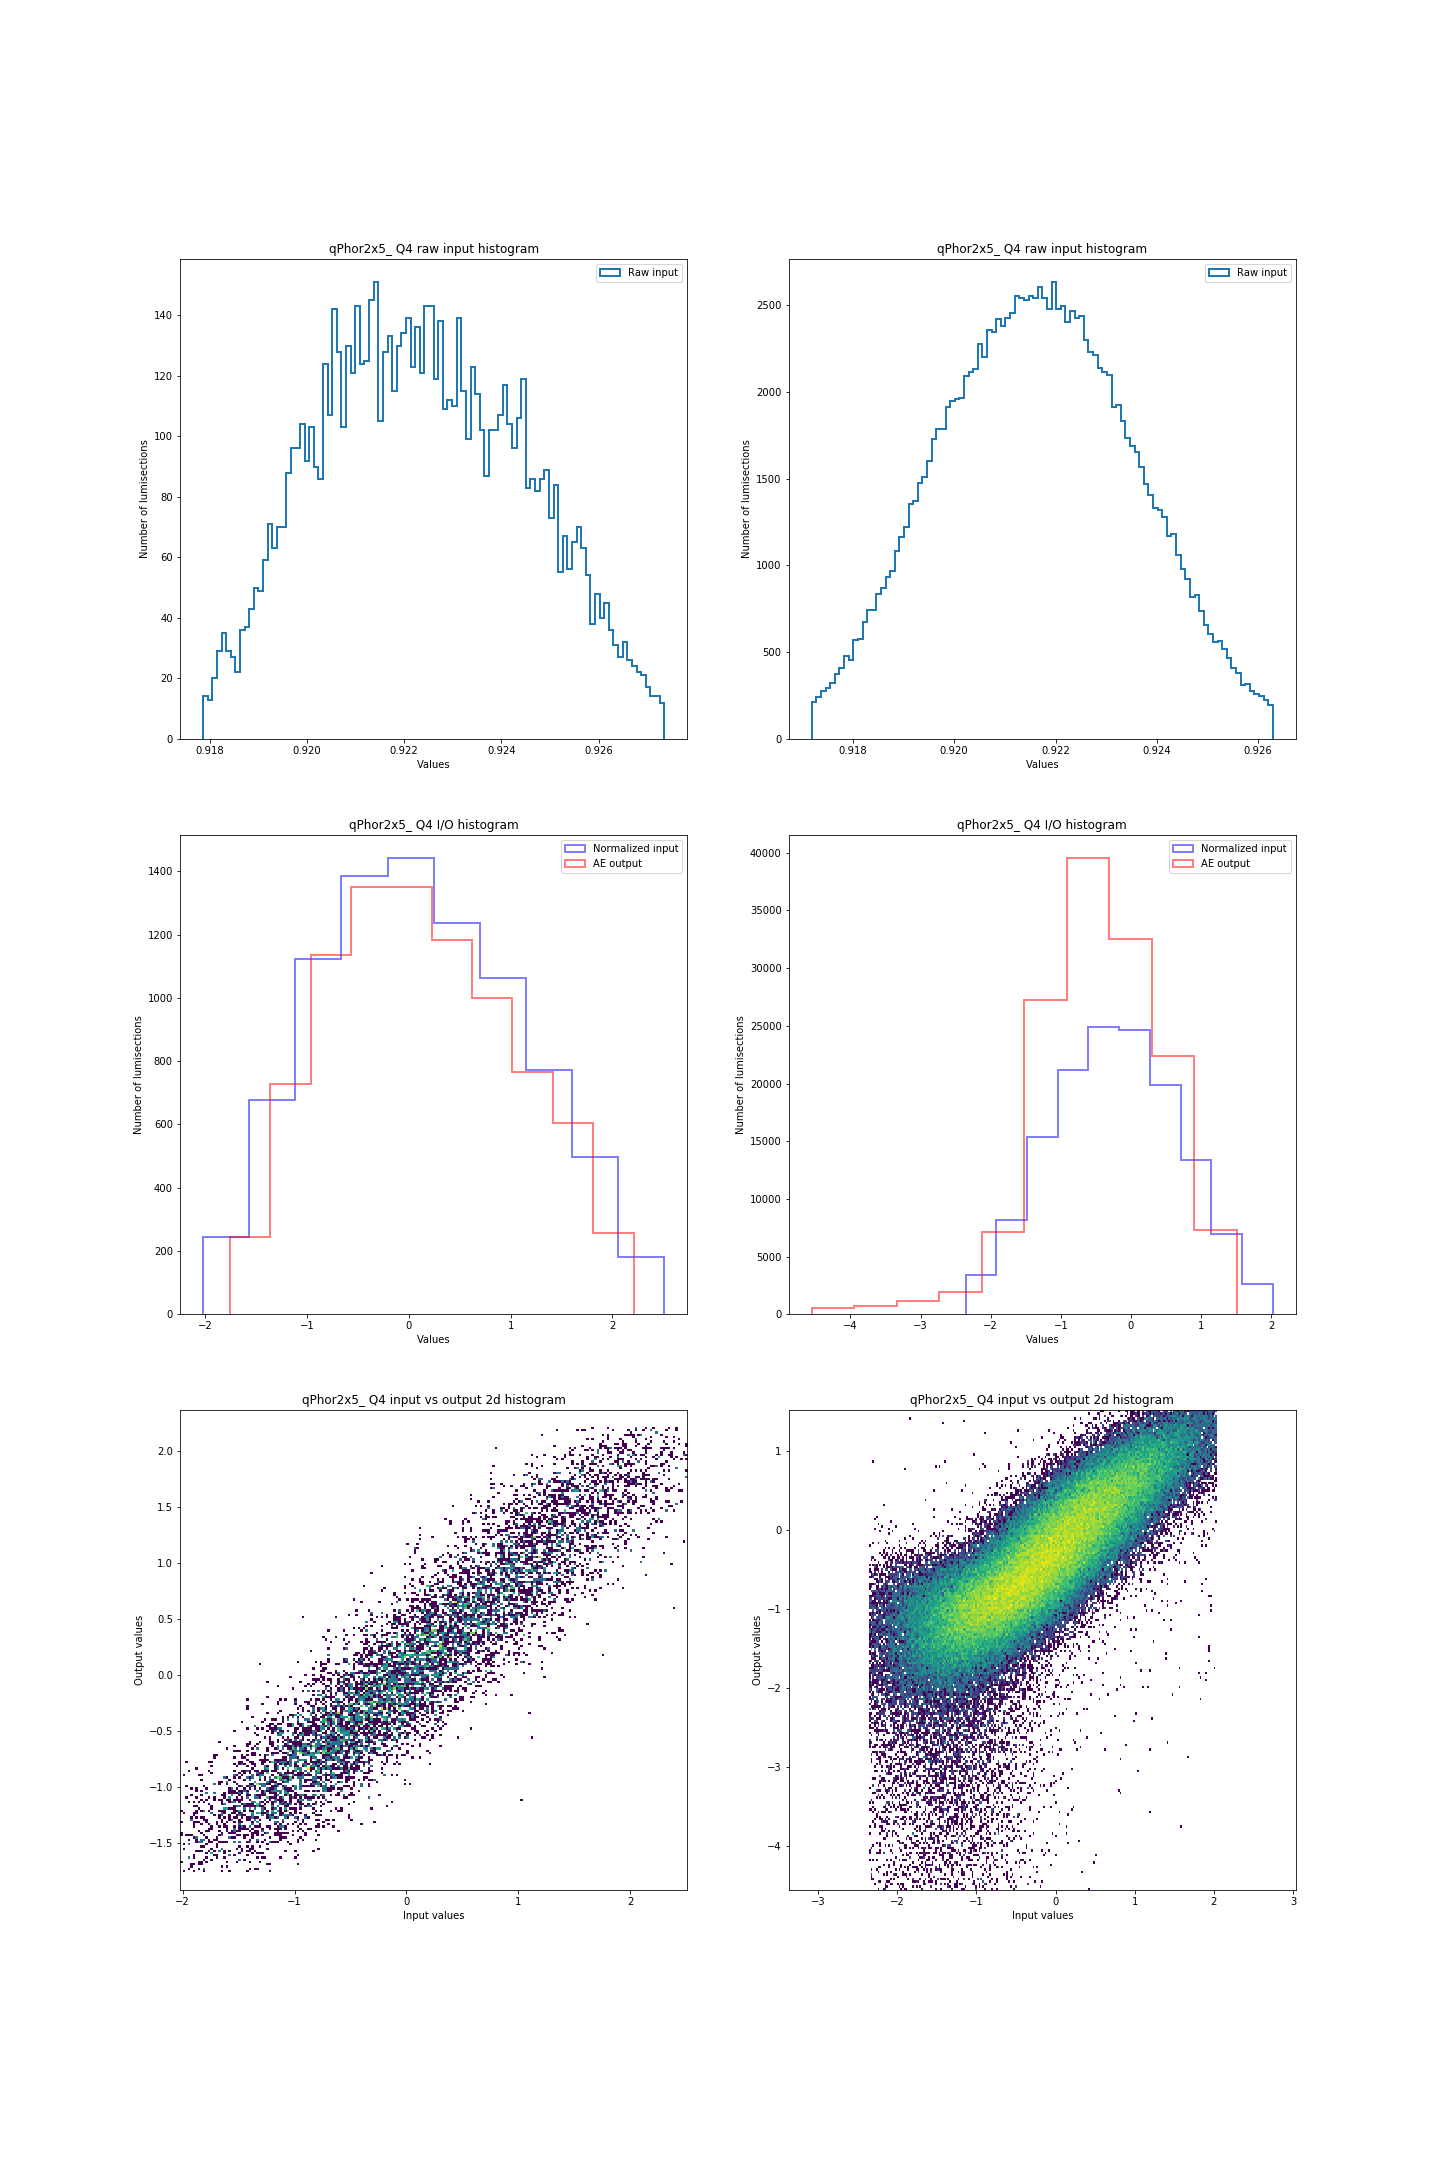 qPhor2x5_ Q4 raw input histogram
Raw input
Number of lumisections
140
120
100
80
60
40
20
0
0.918 0.920 0.922 0.924 0.926
Values
qPhor2x5_ Q4 raw input histogram
Raw input
Number of lumisections
2500
2000
1500
1000
500
0
0.918 0.920 0.922 0.924 0.926
Values
qPhor2x5_ Q4 I/O histogram
Normalized input
AE output
Number of lumisections
1400
1200
1000
800
600
400
200
0
−2 −1 0 1 2
Values
qPhor2x5_ Q4 I/O histogram
Normalized input
AE output
Number of lumisections
40000
35000
30000
25000
20000
15000
10000
5000
0
−4 −3 −2 −1 0 1 2
Values
qPhor2x5_ Q4 input vs output 2d histogram
Output values
2.0
1.5
1.0
0.5
0.0
−0.5
−1.0
−1.5
−2 −1 0 1 2
Input values
qPhor2x5_ Q4 input vs output 2d histogram
Output values
1
0
−1
−2
−3
−4
−3 −2 −1 0 1 2 3
Input values